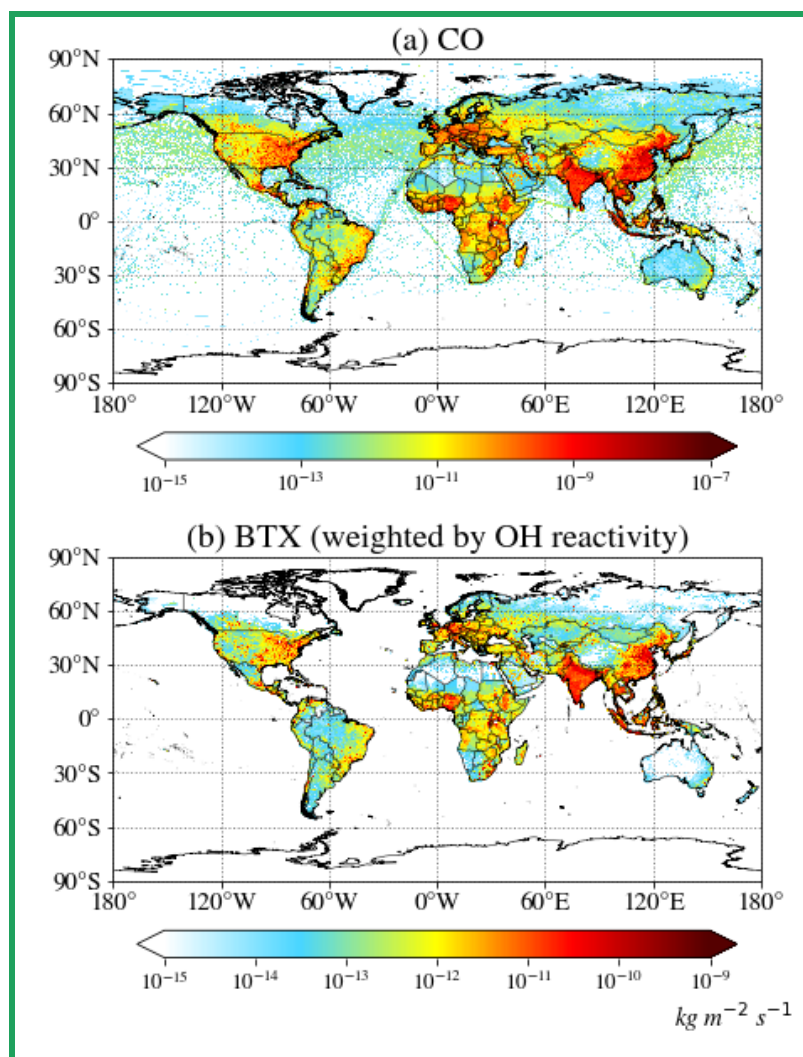 (a) CO
90°N
60°N
30°N
0°
30°S
60°S
90°S
180° 120°W 60°W 0°W 60°E 120°E 180°
10⁻¹⁵ 10⁻¹³ 10⁻¹¹ 10⁻⁹ 10⁻⁷
(b) BTX (weighted by OH reactivity)
90°N
60°N
30°N
0°
30°S
60°S
90°S
180° 120°W 60°W 0°W 60°E 120°E 180°
10⁻¹⁵ 10⁻¹⁴ 10⁻¹³ 10⁻¹² 10⁻¹¹ 10⁻¹⁰ 10⁻⁹
kg m⁻² s⁻¹